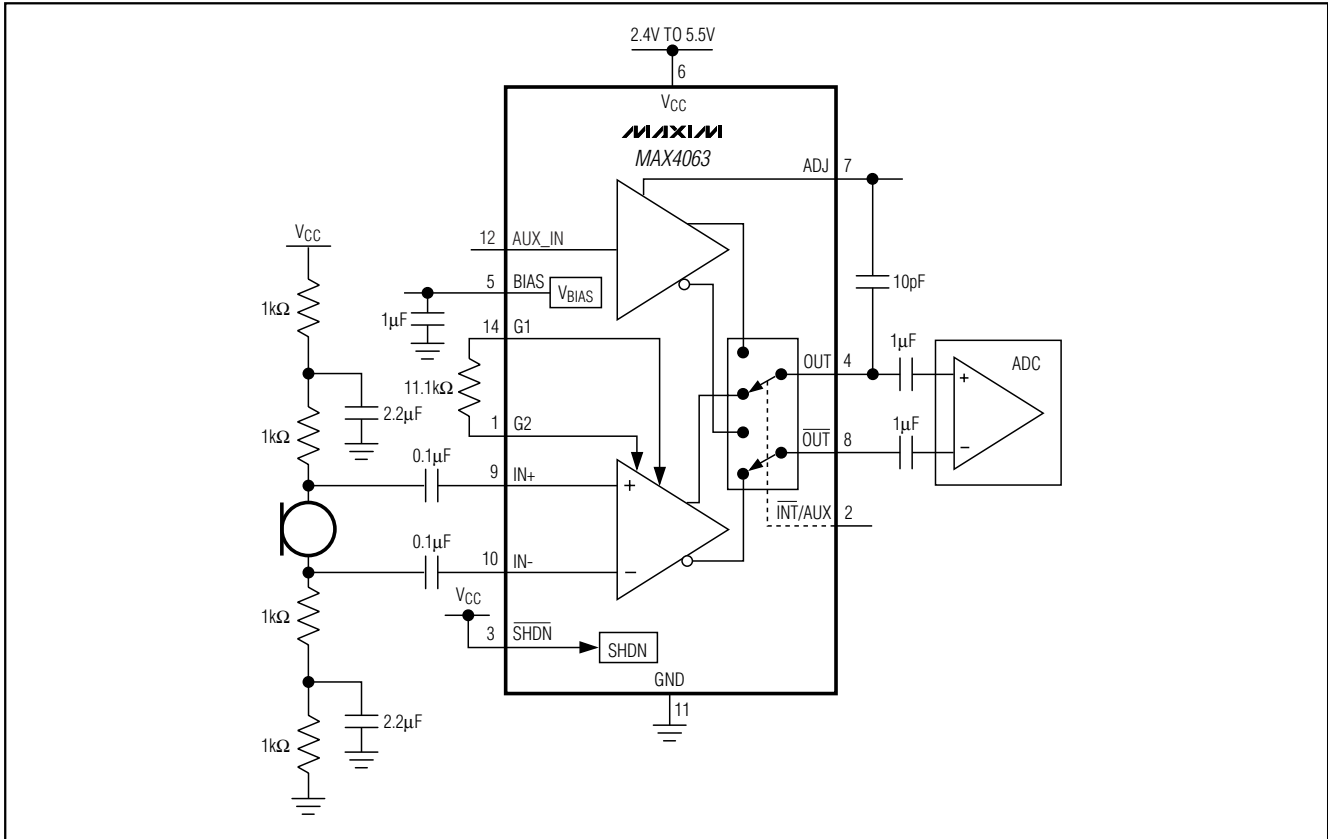 2.4V TO 5.5V
6
VCC
MAXIM
MAX4063
ADJ 7
VCC
12 AUX_IN
5 BIAS VBIAS
10pF
1kΩ
1μF
14 G1
1μF
ADC
OUT 4
+
11.1kΩ
2.2μF
1kΩ
1 G2
1μF
OUT 8
−
0.1μF
9 IN+
+
INT/AUX 2
0.1μF
10 IN-
−
VCC
1kΩ
3 SHDN SHDN
GND
11
2.2μF
1kΩ